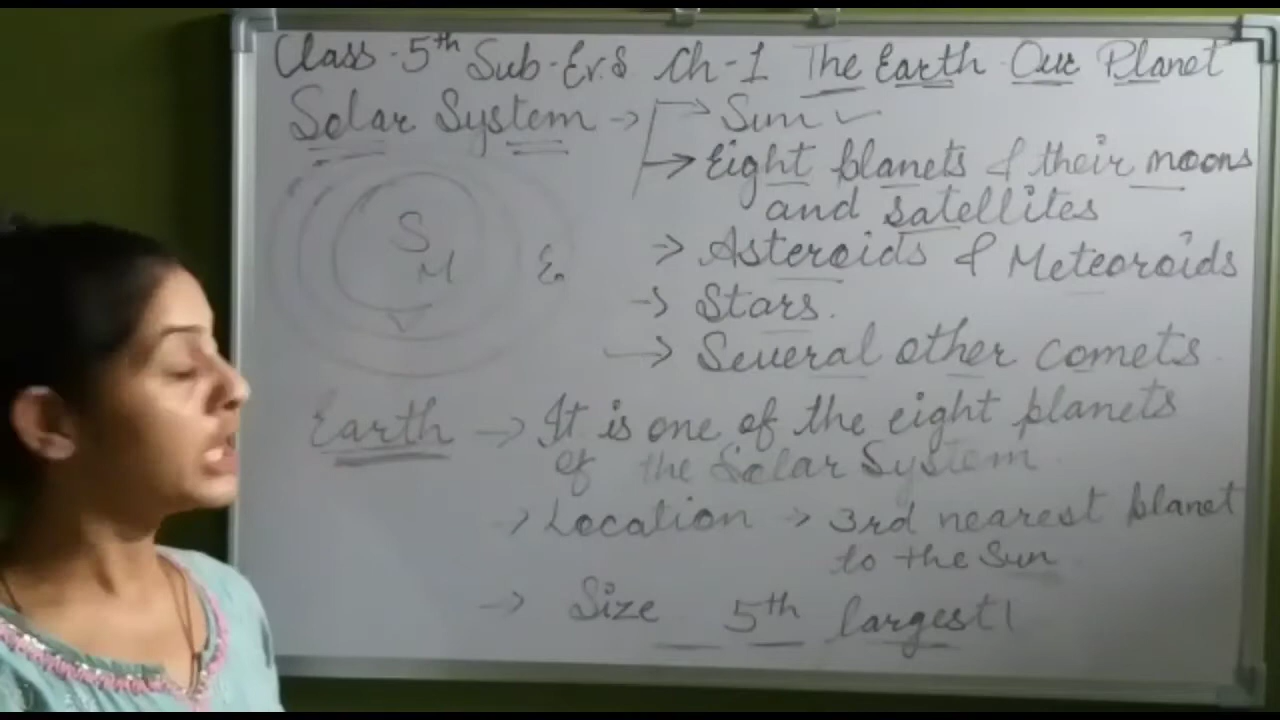 Class - 5th Sub - Ev.S Ch-1 The Earth Our Planet
Solar System → → Sun ✓
→ Eight planets & their moons
and satellites
→ Asteroids & Meteoroids
→ Stars.
→ Several other comets
S
M
V
E
Earth → It is one of the eight planets
of the Solar System
→ Location → 3rd nearest planet
to the Sun
→ Size 5th largest